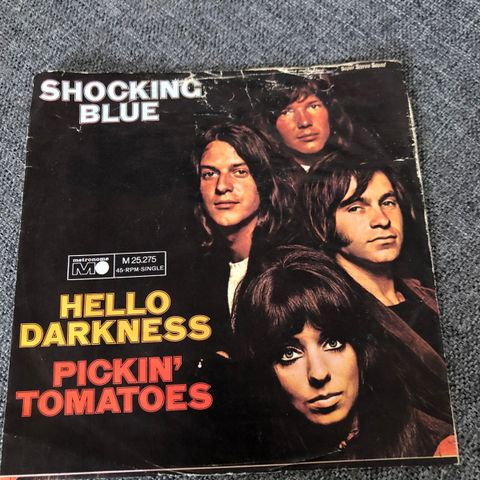 SHOCKING
BLUE
metronome
M 25.275
45-RPM-SINGLE
HELLO
DARKNESS
PICKIN'
TOMATOES